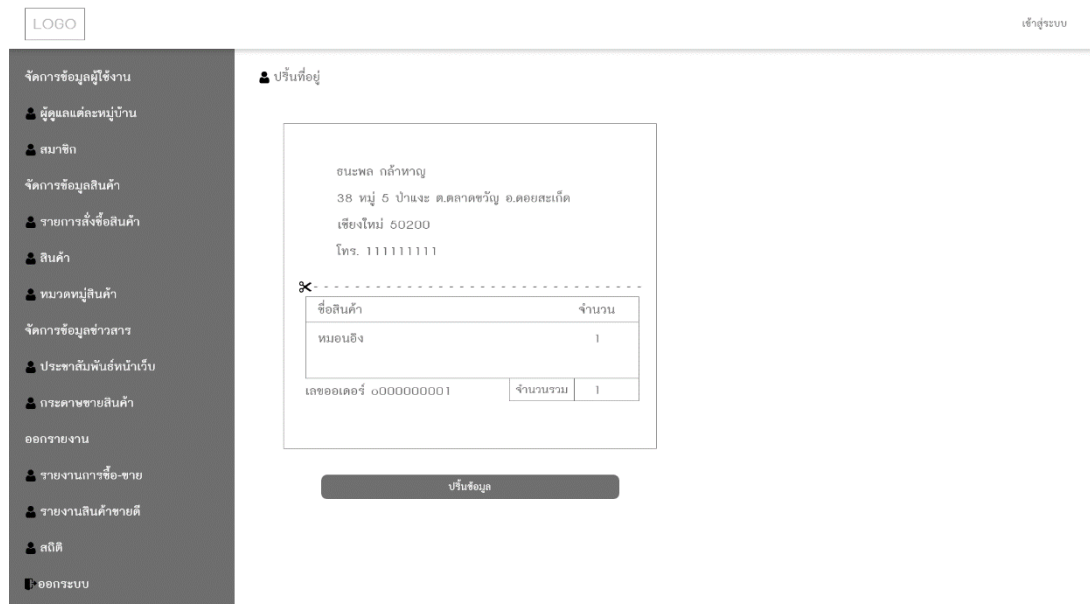 LOGO
เข้าสู่ระบบ
จัดการข้อมูลผู้ใช้งาน
ผู้ดูแลแต่ละหมู่บ้าน
สมาชิก
จัดการข้อมูลสินค้า
รายการสั่งซื้อสินค้า
สินค้า
หมวดหมู่สินค้า
จัดการข้อมูลข่าวสาร
ประชาสัมพันธ์หน้าเว็บ
กระดาษขายสินค้า
ออกรายงาน
รายงานการซื้อ-ขาย
รายงานสินค้าขายดี
สถิติ
ออกระบบ
ปริ้นที่อยู่
ธนะพล กล้าหาญ
38 หมู่ 5 ป่าแงะ ต.ตลาดขวัญ อ.ดอยสะเก็ด
เชียงใหม่ 50200
โทร. 111111111
ชื่อสินค้า จำนวน
หมอนอิง 1
เลขออเดอร์ o000000001 จำนวนรวม 1
ปริ้นข้อมูล